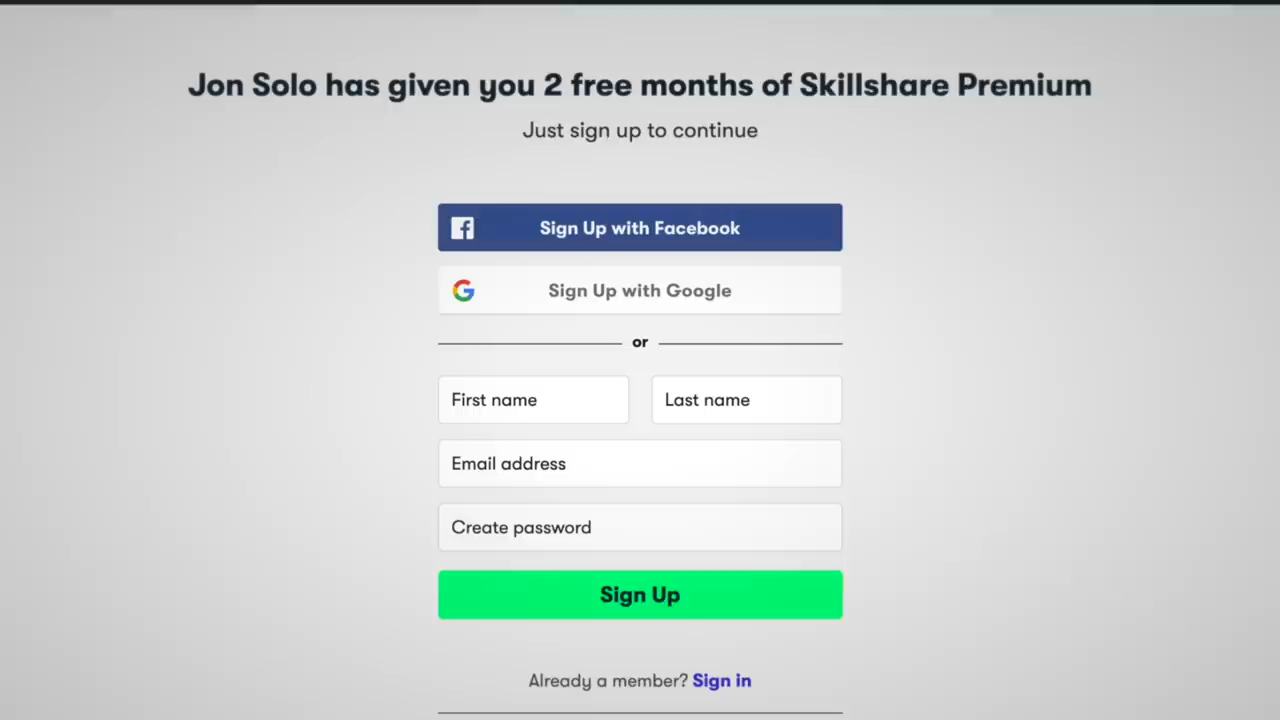 Jon Solo has given you 2 free months of Skillshare Premium
Just sign up to continue
Sign Up with Facebook
Sign Up with Google
or
First name
Last name
Email address
Create password
Sign Up
Already a member? Sign in